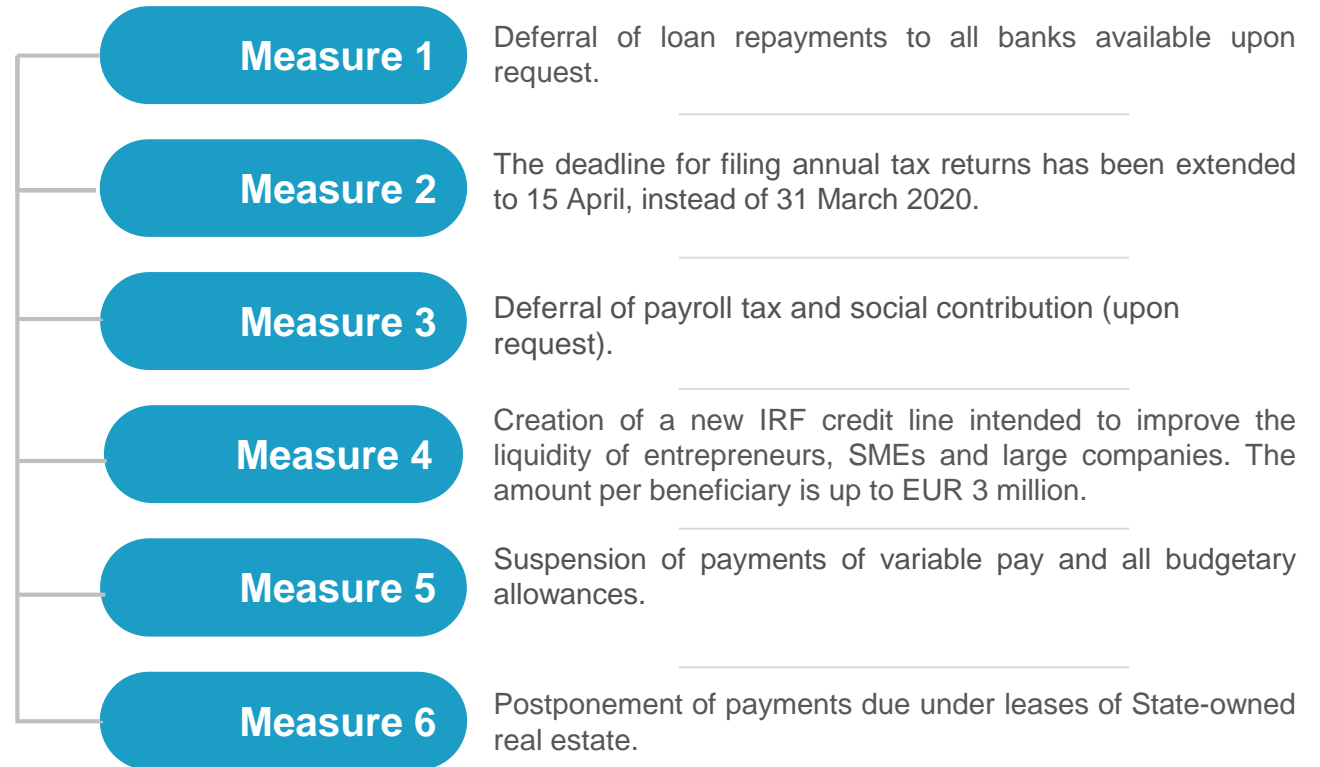 Measure 1
Deferral of loan repayments to all banks available upon
request.
Measure 2
The deadline for filing annual tax returns has been extended
to 15 April, instead of 31 March 2020.
Measure 3
Deferral of payroll tax and social contribution (upon
request).
Measure 4
Creation of a new IRF credit line intended to improve the
liquidity of entrepreneurs, SMEs and large companies. The
amount per beneficiary is up to EUR 3 million.
Measure 5
Suspension of payments of variable pay and all budgetary
allowances.
Measure 6
Postponement of payments due under leases of State-owned
real estate.